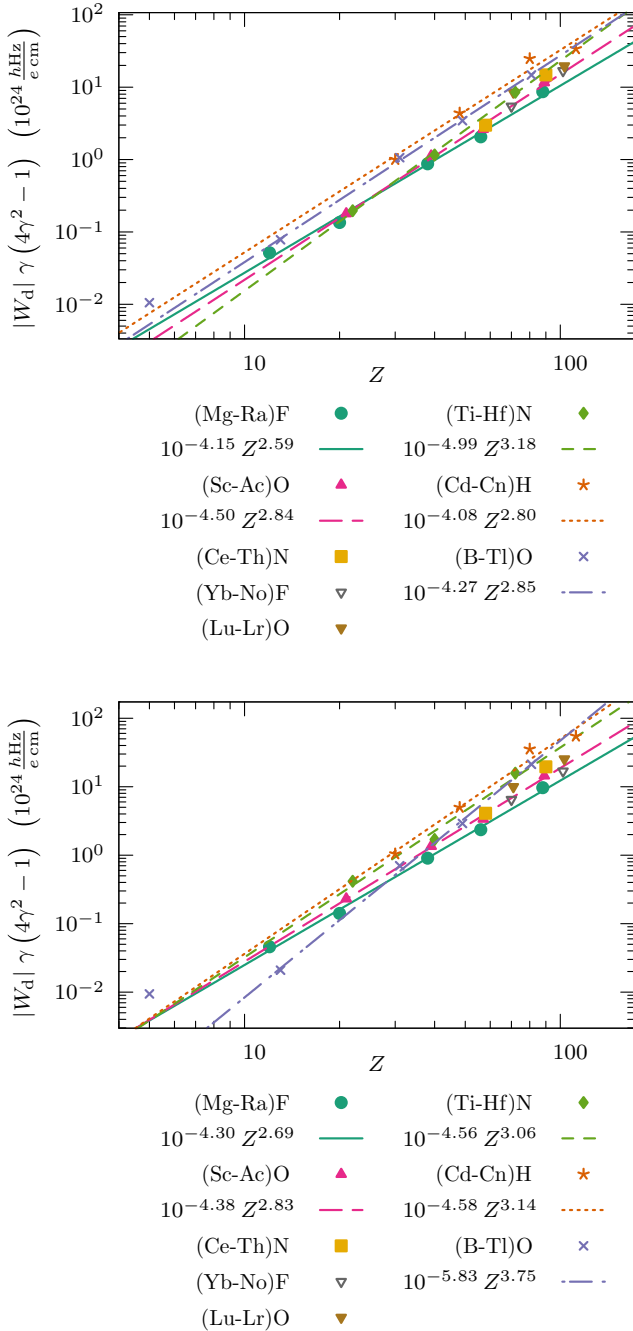 10^2
10^1
10^0
10^{-1}
10^{-2}
|W_d| γ (4γ^2 − 1) (10^{24} \frac{hHz}{e cm})
10 100
Z
(Mg-Ra)F (Ti-Hf)N
10^{−4.15} Z^{2.59} 10^{−4.99} Z^{3.18}
(Sc-Ac)O (Cd-Cn)H
10^{−4.50} Z^{2.84} 10^{−4.08} Z^{2.80}
(Ce-Th)N (B-Tl)O
(Yb-No)F 10^{−4.27} Z^{2.85}
(Lu-Lr)O
10^2
10^1
10^0
10^{-1}
10^{-2}
|W_d| γ (4γ^2 − 1) (10^{24} \frac{hHz}{e cm})
10 100
Z
(Mg-Ra)F (Ti-Hf)N
10^{−4.30} Z^{2.69} 10^{−4.56} Z^{3.06}
(Sc-Ac)O (Cd-Cn)H
10^{−4.38} Z^{2.83} 10^{−4.58} Z^{3.14}
(Ce-Th)N (B-Tl)O
(Yb-No)F 10^{−5.83} Z^{3.75}
(Lu-Lr)O